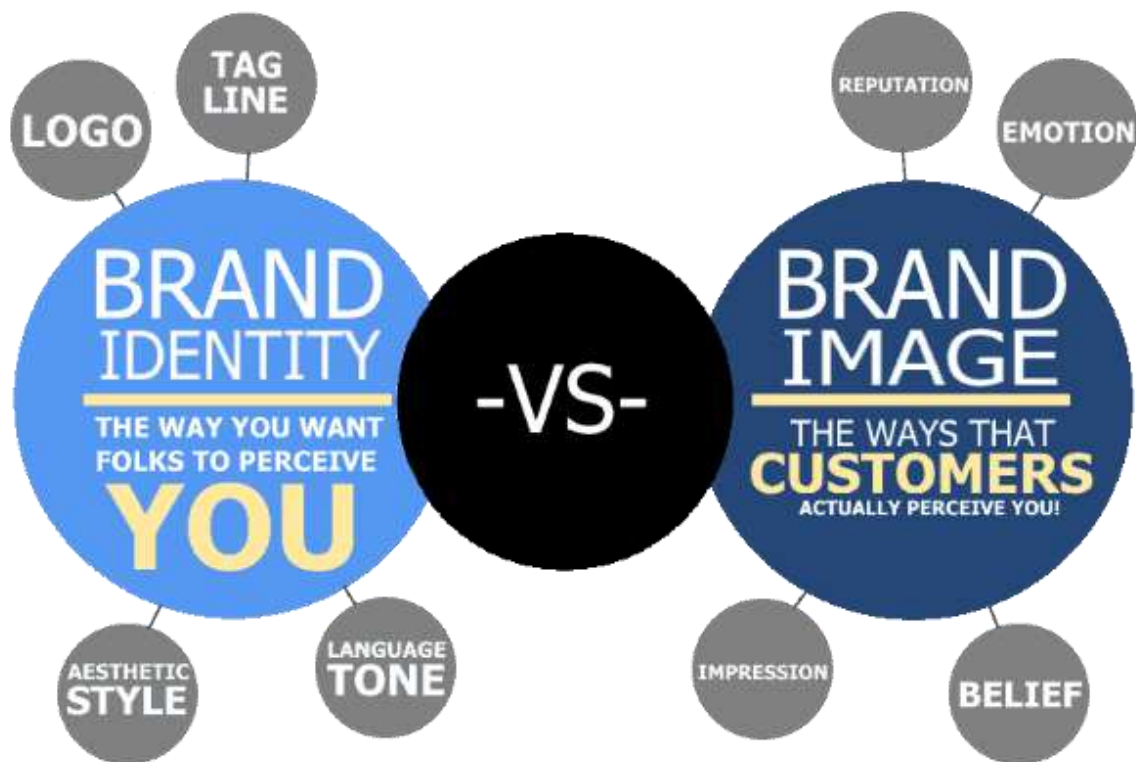 LOGO
TAG
LINE
BRAND
IDENTITY
THE WAY YOU WANT
FOLKS TO PERCEIVE
YOU
AESTHETIC
STYLE
LANGUAGE
TONE
-VS-
REPUTATION
EMOTION
BRAND
IMAGE
THE WAYS THAT
CUSTOMERS
ACTUALLY PERCEIVE YOU!
IMPRESSION
BELIEF